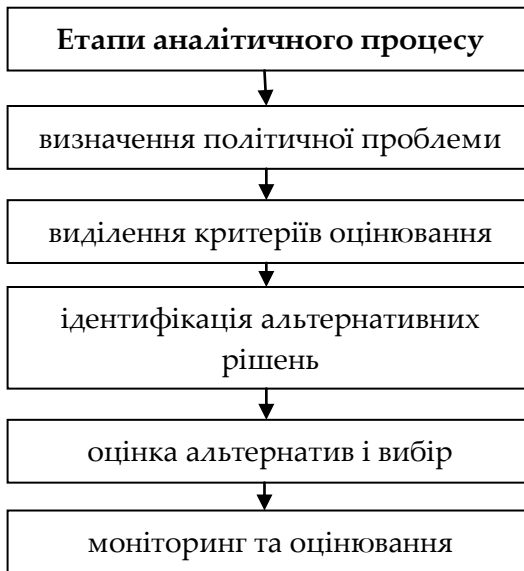 Етапи аналітичного процесу
визначення політичної проблеми
виділення критеріїв оцінювання
ідентифікація альтернативних
рішень
оцінка альтернатив і вибір
моніторинг та оцінювання